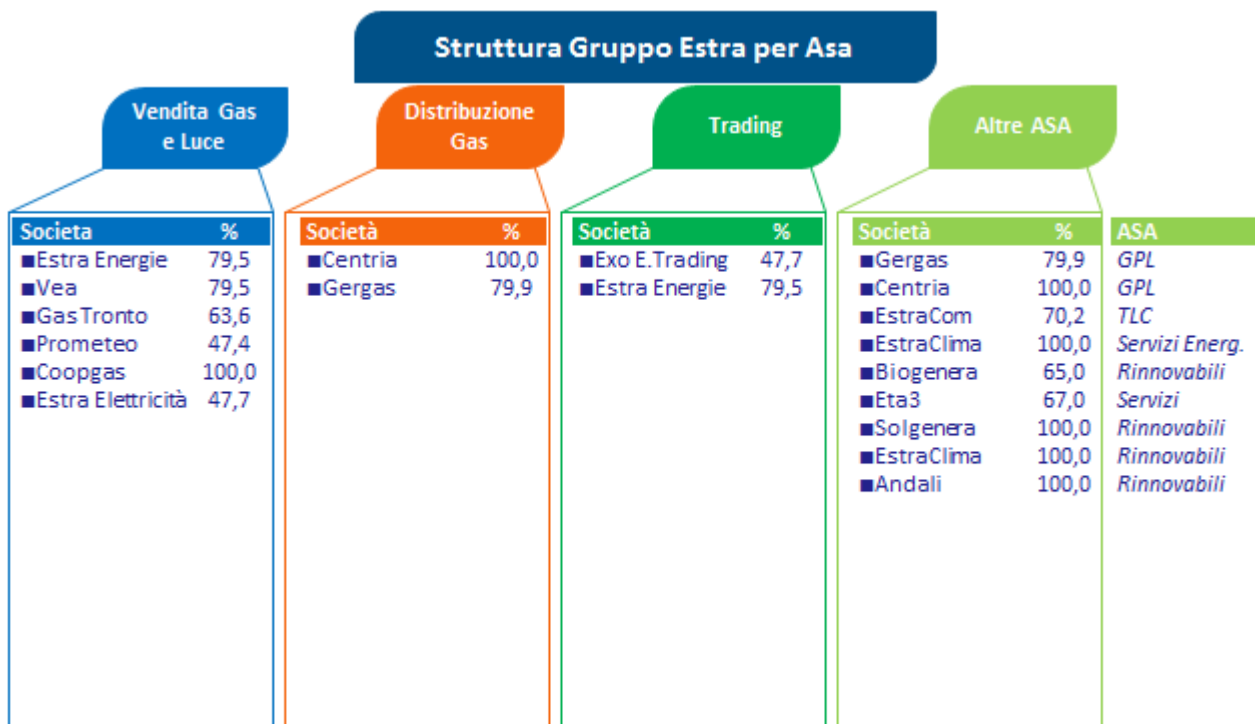 Struttura Gruppo Estra per Asa
Vendita Gas
e Luce
Distribuzione
Gas
Trading
Altre ASA
Societa %
■Estra Energie 79,5
■Vea 79,5
■Gas Tronto 63,6
■Prometeo 47,4
■Coopgas 100,0
■Estra Elettricità 47,7
Società %
■Centria 100,0
■Gergas 79,9
Società %
■Exo E.Trading 47,7
■Estra Energie 79,5
Società % ASA
■Gergas 79,9 GPL
■Centria 100,0 GPL
■EstraCom 70,2 TLC
■EstraClima 100,0 Servizi Energ.
■Biogenera 65,0 Rinnovabili
■Eta3 67,0 Servizi
■Solgenera 100,0 Rinnovabili
■EstraClima 100,0 Rinnovabili
■Andali 100,0 Rinnovabili